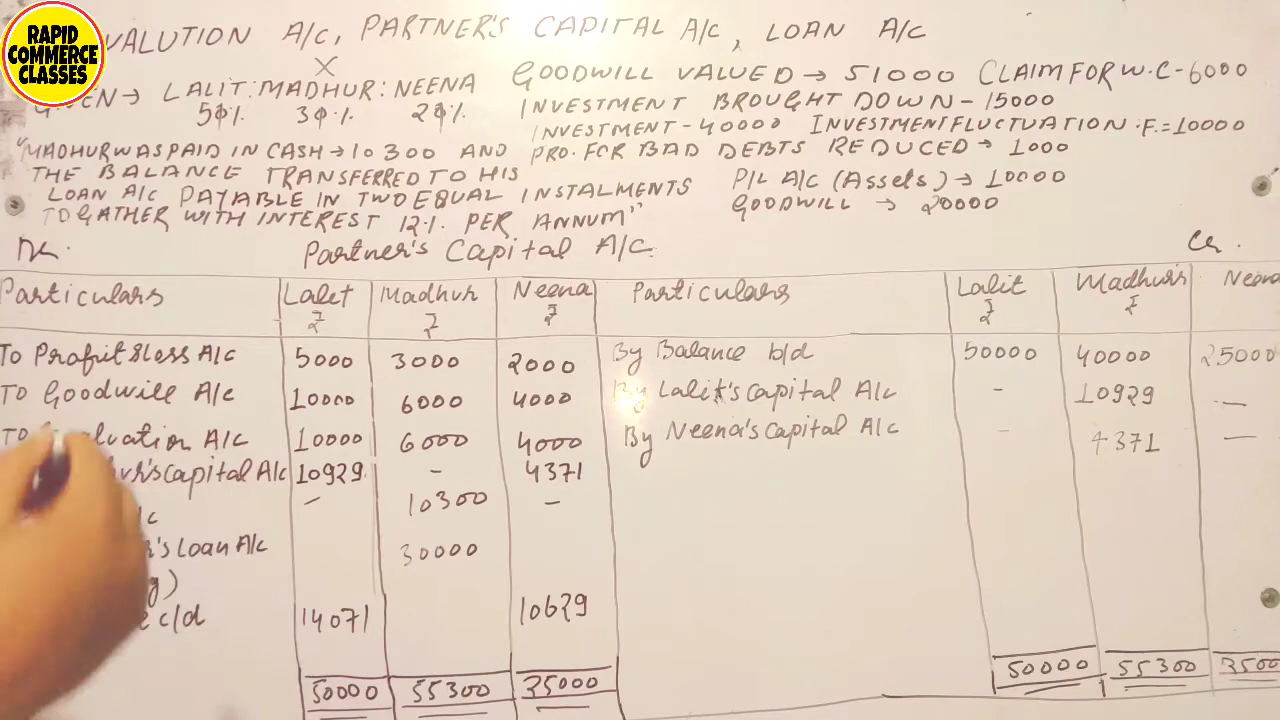 RAPID
COMMERCE
CLASSES
VALUTION A/C, PARTNER'S CAPITAL A/C, LOAN A/C
GIVEN → LALIT: MADHUR: NEENA
50% 30% 20%
GOODWILL VALUED → 51000 CLAIM FOR W.C-6000
INVESTMENT BROUGHT DOWN-15000
INVESTMENT-40000 INVESTMENT FLUCTUATION.F.=10000
"MADHUR WAS PAID IN CASH→10300 AND
THE BALANCE TRANSFERRED TO HIS
LOAN A/C PAYABLE IN TWO EQUAL INSTALMENTS
TOGATHER WITH INTEREST 12% PER ANNUM"
PRO. FOR BAD DEBTS REDUCED → 1000
P/L A/C (Assets) → 10000
GOODWILL → 20000
Dr. Partner's Capital A/C. Cr.
Particulars Lalit ₹ Madhur ₹ Neena ₹ Particulars Lalit ₹ Madhur's ₹ Neena
To Profit & loss A/c 5000 3000 2000 By Balance b/d 50000 40000 25000
To Goodwill A/c 10000 6000 4000 By Lalit's capital A/c - 10929 -
To luation A/c 10000 6000 4000 By Neena's capital A/c - 4371 -
ur's capital A/c 10929 - 4371
/c - 10300 -
r's Loan A/c 30000
g)
e c/d 14071 10629
50000 55300 35000 50000 55300 3500